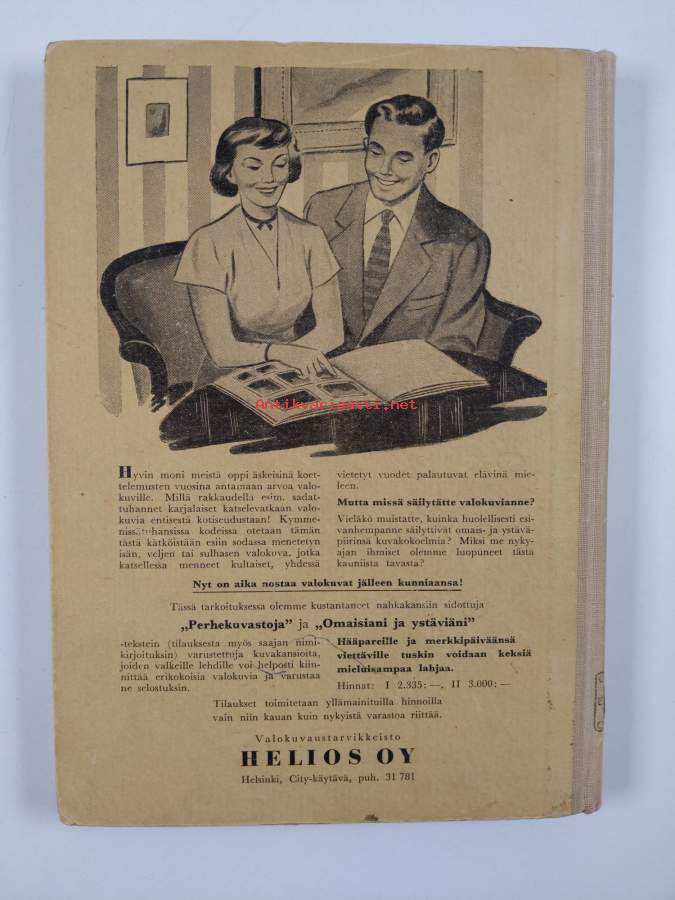 Antikvariaatti.net
Hyvin moni meistä oppi äskeisinä koet-
telemusten vuosina antamaan arvoa valo-
kuville. Millä rakkaudella esim. sadat-
tuhannet karjalaiset katselevatkaan valo-
kuvia entisestä kotiseudustaan! Kymme-
nissätuhansissa kodeissa otetaan tämän
tästä kätköistään esiin sodassa menetetyn
isän, veljen tai sulhasen valokuva, jotka
katsellessa menneet kultaiset, yhdessä
vietetyt vuodet palautuvat elävinä mie-
leen.
Mutta missä säilytätte valokuvianne?
Vieläkö muistatte, kuinka huolellisesti esi-
vanhempanne säilyttivät omais- ja ystävä-
piirinsä kuvakokoelmia? Miksi me nyky-
ajan ihmiset olemme luopuneet tästä
kauniista tavasta?
Nyt on aika nostaa valokuvat jälleen kunniaansa!
Tässä tarkoituksessa olemme kustantaneet nahkakansiin sidottuja
„Perhekuvastoja" ja „Omaisiani ja ystäviäni"
-tekstein (tilauksesta myös saajan nimi-
kirjoituksin) varustettuja kuvakansioita,
joiden valkeille lehdille voi helposti kiin-
nittää erikokoisia valokuvia ja varustaa
ne selostuksin.
Hääpareille ja merkkipäiväänsä
viettäville tuskin voidaan keksiä
mieluisampaa lahjaa.
Hinnat: I 2.335: —, II 3.000: —
Tilaukset toimitetaan yllämainituilla hinnoilla
vain niin kauan kuin nykyistä varastoa riittää.
Valokuvaustarvikkeisto
HELIOS OY
Helsinki, City-käytävä, puh. 31 781